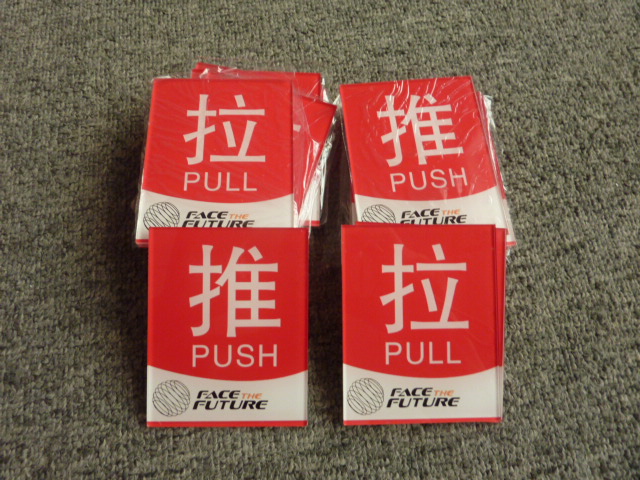 拉
PULL
FACE THE
FUTURE
推
PUSH
FACE THE
FUTURE
推
PUSH
FACE THE
FUTURE
拉
PULL
FACE THE
FUTURE